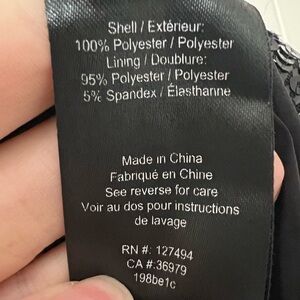 Shell / Extérieur:
100% Polyester / Polyester
Lining / Doublure:
95% Polyester / Polyester
5% Spandex / Élasthanne
Made in China
Fabriqué en Chine
See reverse for care
Voir au dos pour instructions
de lavage
RN #: 127494
CA #:36979
198be1c